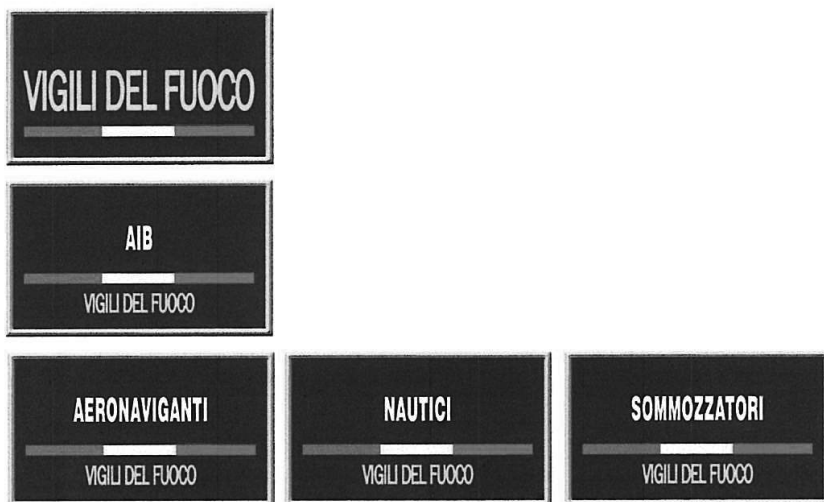 VIGILI DEL FUOCO
AIB
VIGILI DEL FUOCO
AERONAVIGANTI
VIGILI DEL FUOCO
NAUTICI
VIGILI DEL FUOCO
SOMMOZZATORI
VIGILI DEL FUOCO